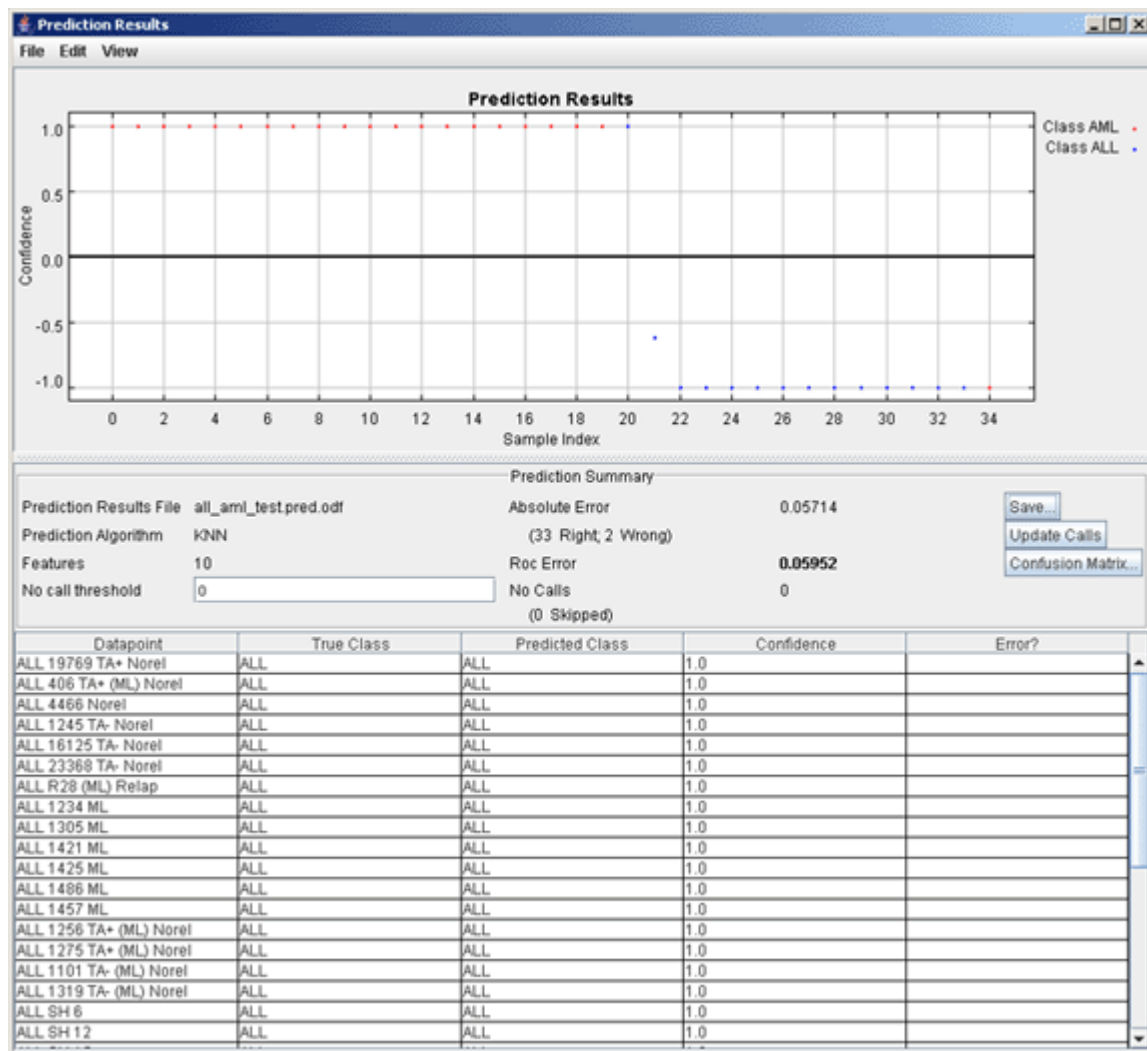 Prediction Results
File Edit View
Prediction Results
Class AML
Class ALL
Confidence
1.0
0.5
0.0
-0.5
-1.0
0 2 4 6 8 10 12 14 16 18 20 22 24 26 28 30 32 34
Sample Index
Prediction Summary
Prediction Results File all_aml_test.pred.odf Absolute Error 0.05714 Save...
Prediction Algorithm KNN (33 Right; 2 Wrong) Update Calls
Features 10 Roc Error 0.05952 Confusion Matrix...
No call threshold 0 No Calls 0
(0 Skipped)
Datapoint True Class Predicted Class Confidence Error?
ALL 19769 TA+ Norel ALL ALL 1.0
ALL 406 TA+ (ML) Norel ALL ALL 1.0
ALL 4466 Norel ALL ALL 1.0
ALL 1245 TA- Norel ALL ALL 1.0
ALL 16125 TA- Norel ALL ALL 1.0
ALL 23368 TA- Norel ALL ALL 1.0
ALL R28 (ML) Relap ALL ALL 1.0
ALL 1234 ML ALL ALL 1.0
ALL 1305 ML ALL ALL 1.0
ALL 1421 ML ALL ALL 1.0
ALL 1425 ML ALL ALL 1.0
ALL 1486 ML ALL ALL 1.0
ALL 1457 ML ALL ALL 1.0
ALL 1256 TA+ (ML) Norel ALL ALL 1.0
ALL 1275 TA+ (ML) Norel ALL ALL 1.0
ALL 1101 TA- (ML) Norel ALL ALL 1.0
ALL 1319 TA- (ML) Norel ALL ALL 1.0
ALL SH 6 ALL ALL 1.0
ALL SH 12 ALL ALL 1.0